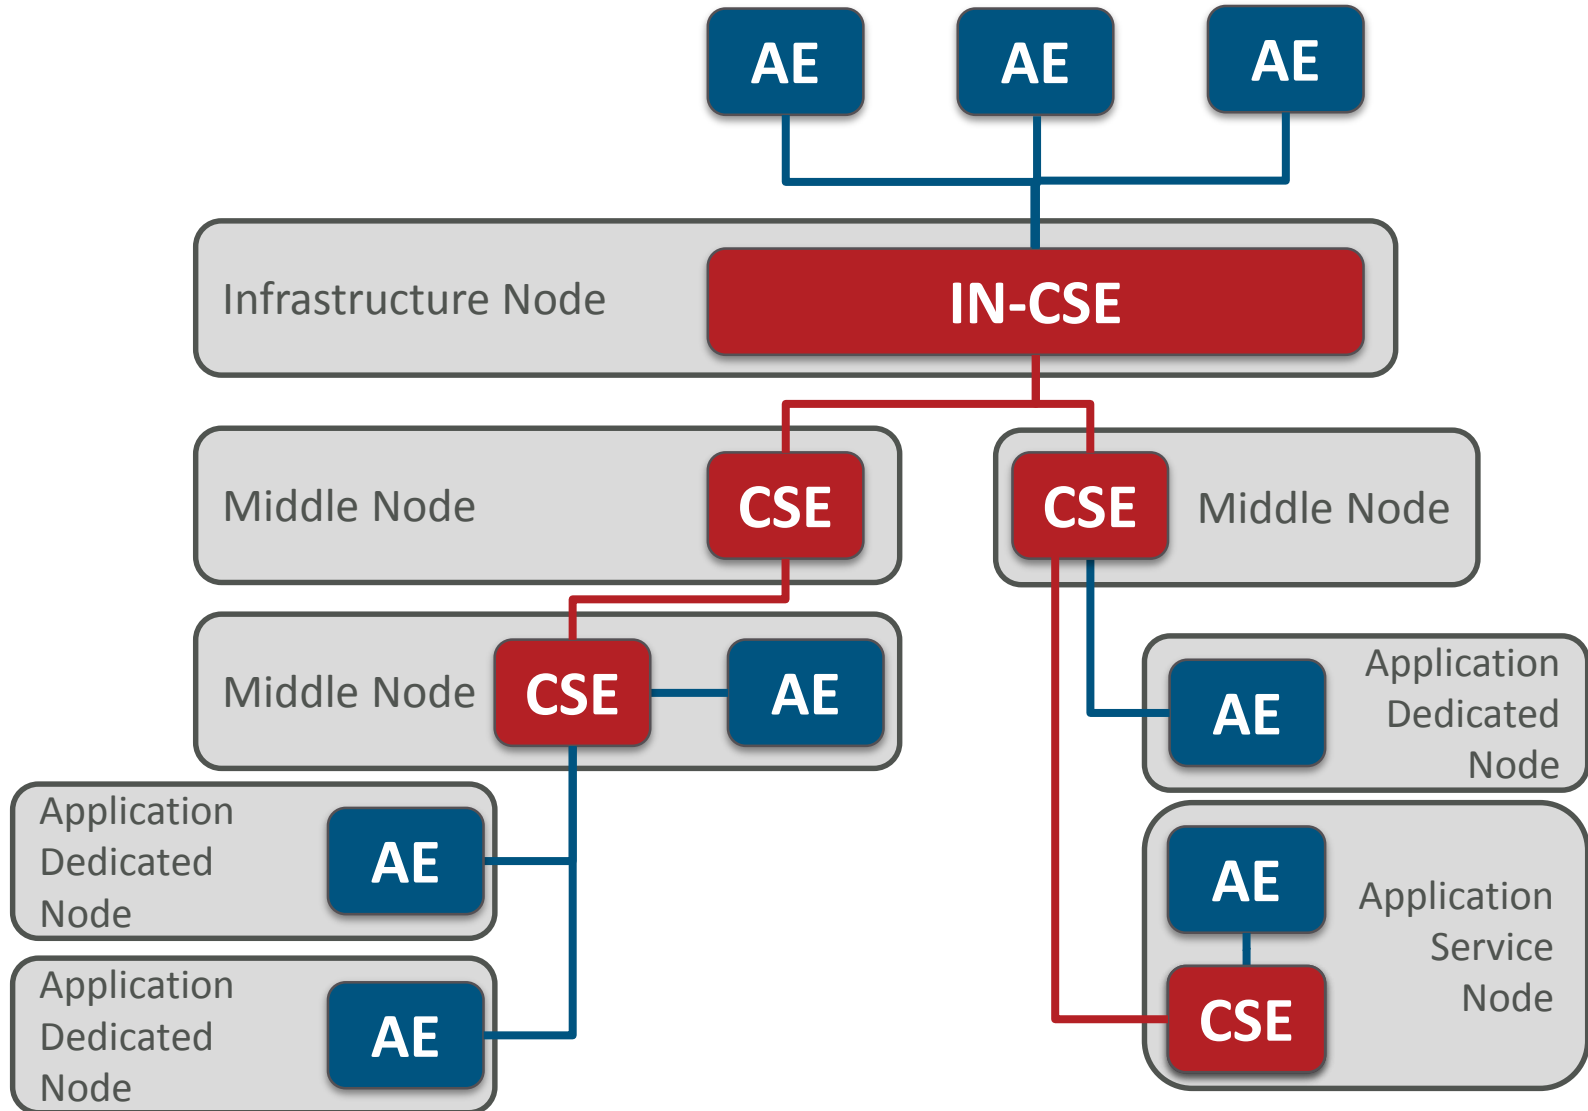 AE
AE
AE
Infrastructure Node
IN-CSE
Middle Node
CSE
CSE
Middle Node
Middle Node
CSE
AE
AE
Application
Dedicated
Node
Application
Dedicated
Node
AE
AE
Application
Service
Node
CSE
Application
Dedicated
Node
AE